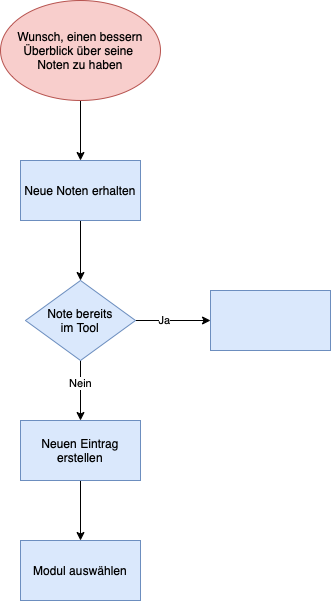 Wunsch, einen bessern
Überblick über seine
Noten zu haben
Neue Noten erhalten
Note bereits
im Tool
Ja
Nein
Neuen Eintrag
erstellen
Modul auswählen